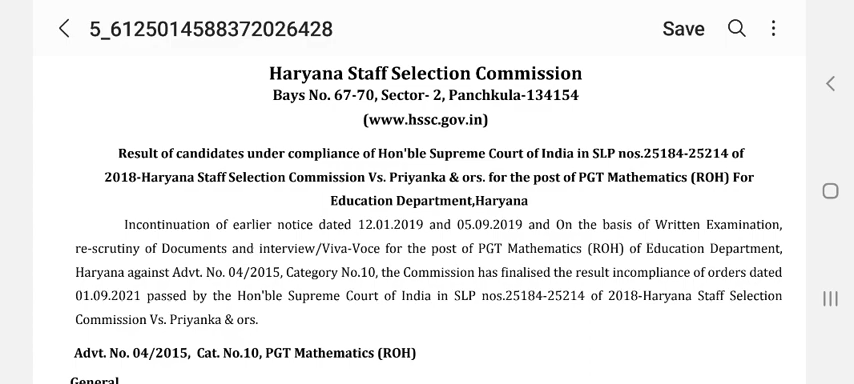 5_6125014588372026428
Save
Haryana Staff Selection Commission
Bays No. 67-70, Sector- 2, Panchkula-134154
(www.hssc.gov.in)
Result of candidates under compliance of Hon'ble Supreme Court of India in SLP nos.25184-25214 of
2018-Haryana Staff Selection Commission Vs. Priyanka & ors. for the post of PGT Mathematics (ROH) For
Education Department,Haryana
Incontinuation of earlier notice dated 12.01.2019 and 05.09.2019 and On the basis of Written Examination,
re-scrutiny of Documents and interview/Viva-Voce for the post of PGT Mathematics (ROH) of Education Department,
Haryana against Advt. No. 04/2015, Category No.10, the Commission has finalised the result incompliance of orders dated
01.09.2021 passed by the Hon'ble Supreme Court of India in SLP nos.25184-25214 of 2018-Haryana Staff Selection
Commission Vs. Priyanka & ors.
Advt. No. 04/2015, Cat. No.10, PGT Mathematics (ROH)
General